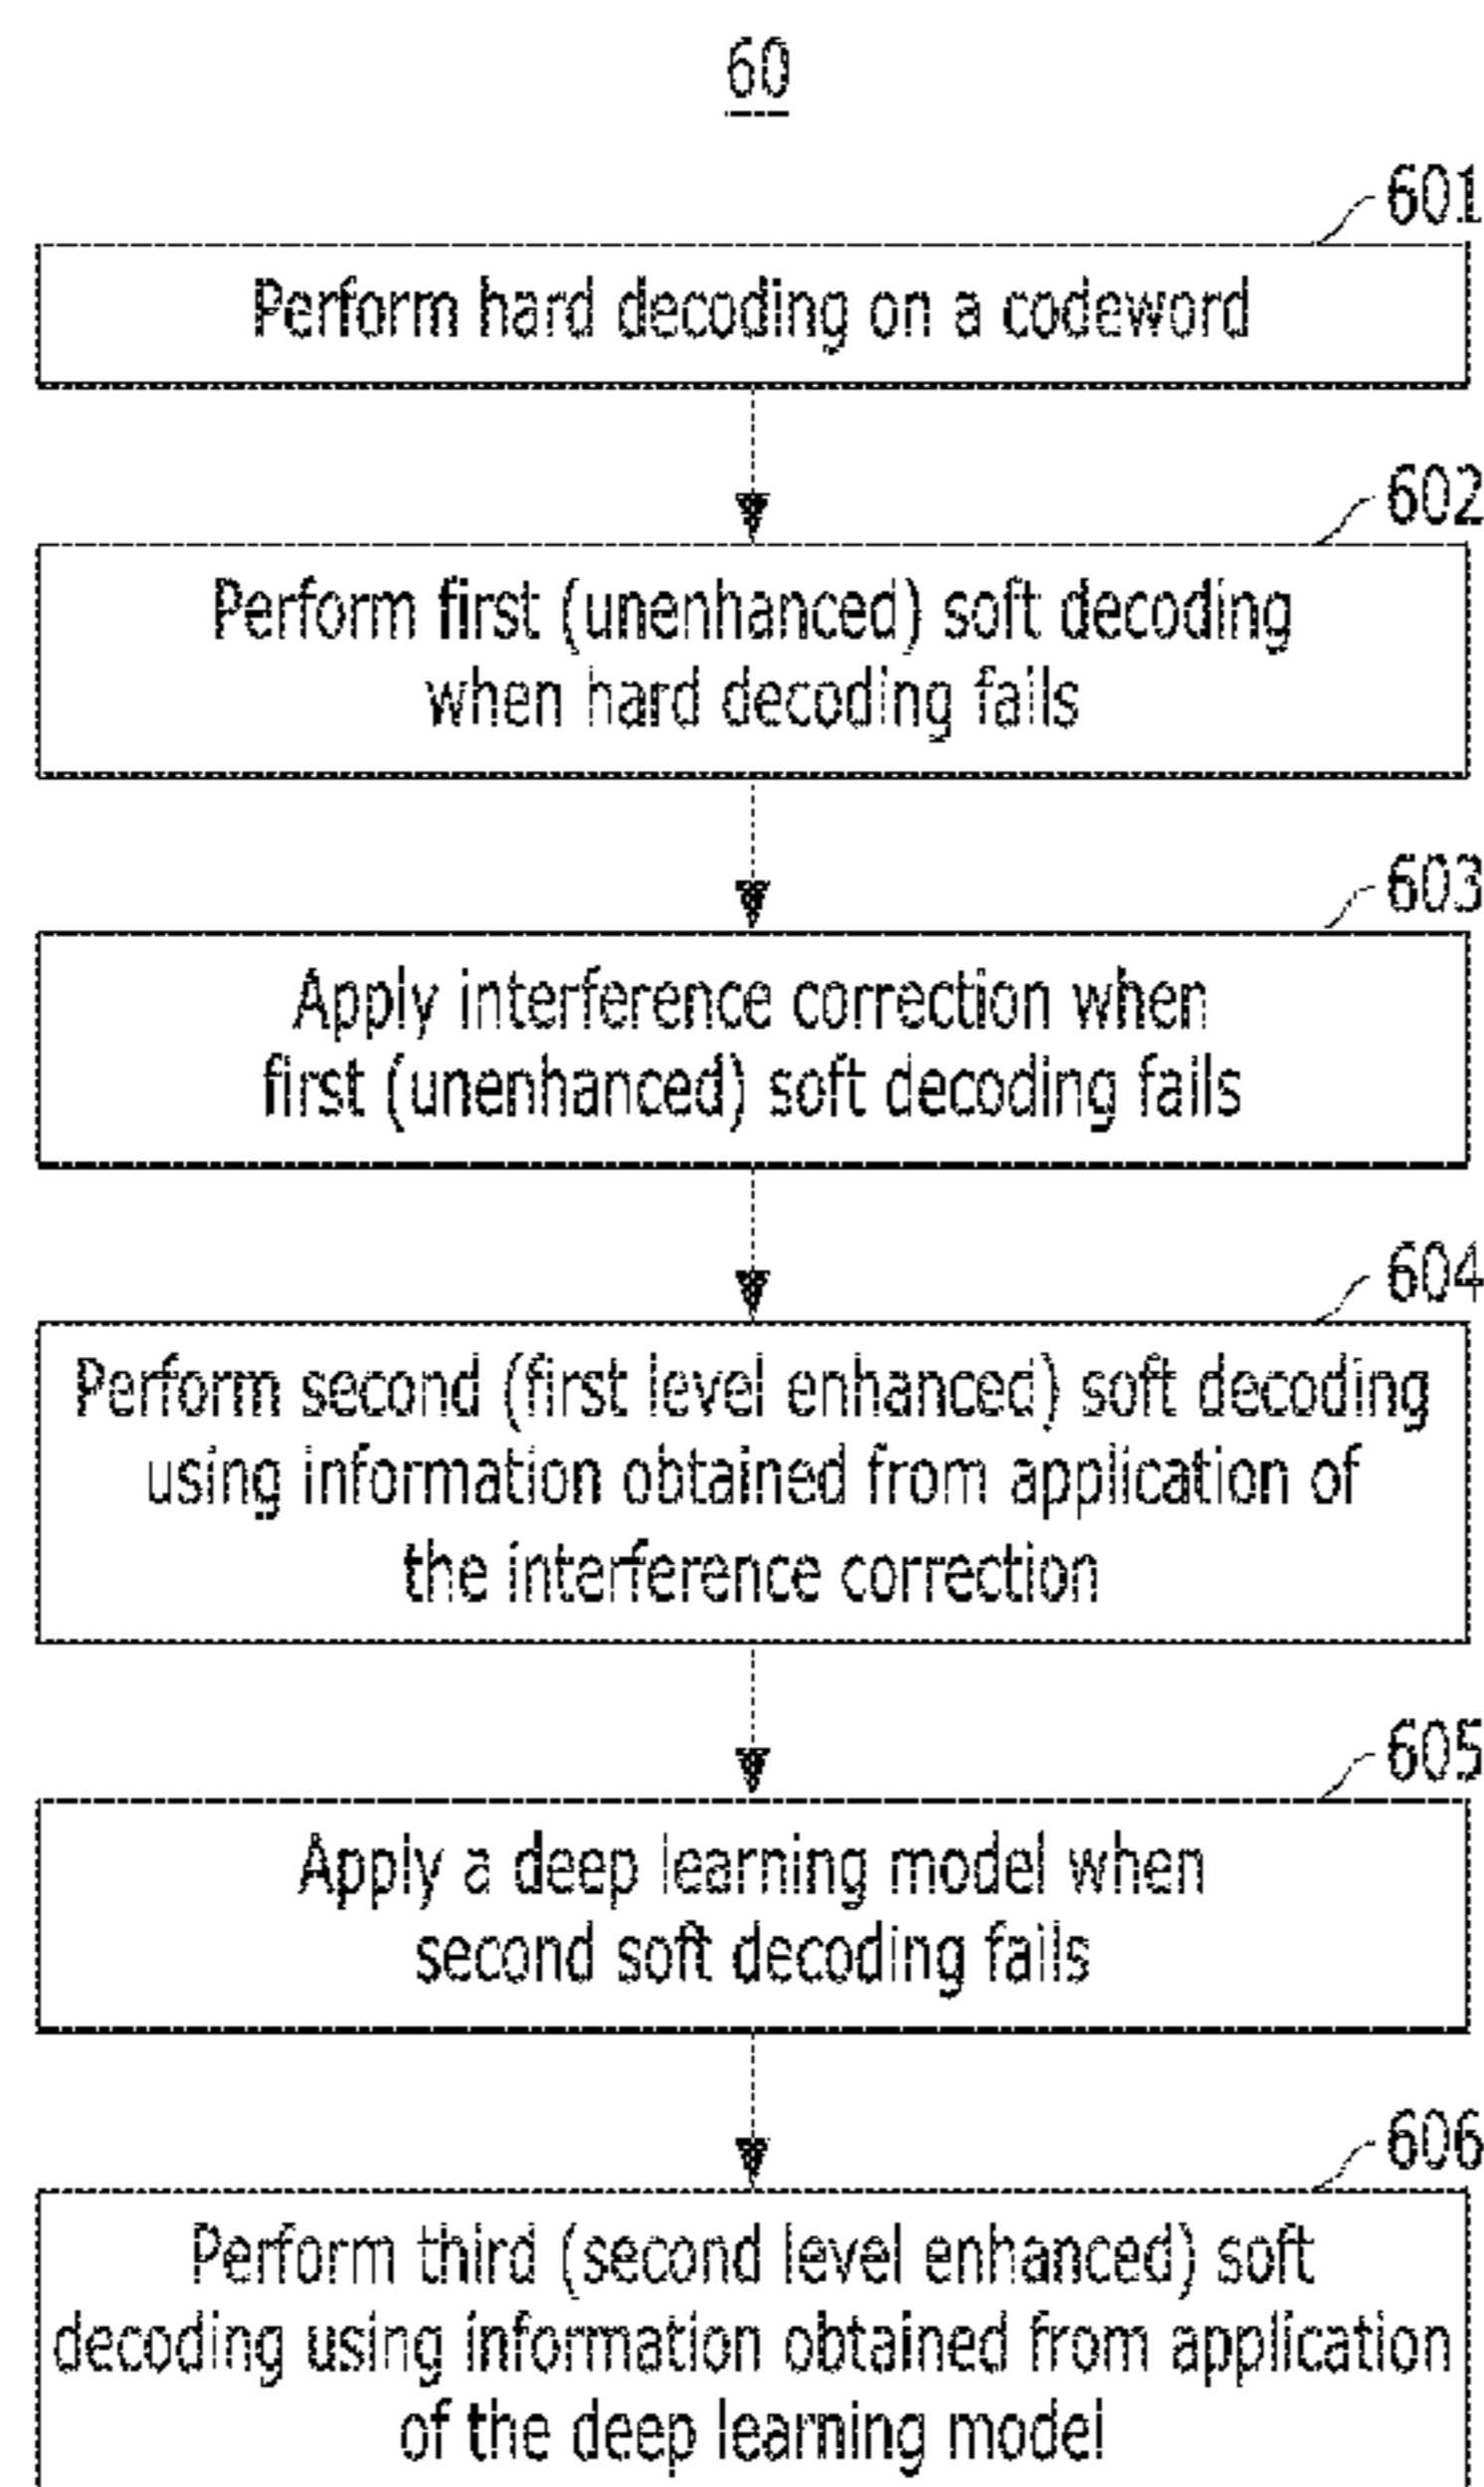 60
601
Perform hard decoding on a codeword
602
Perform first (unenhanced) soft decoding
when hard decoding fails
603
Apply interference correction when
first (unenhanced) soft decoding fails
604
Perform second (first level enhanced) soft decoding
using information obtained from application of
the interference correction
605
Apply a deep learning model when
second soft decoding fails
606
Perform third (second level enhanced) soft
decoding using information obtained from application
of the deep learning model